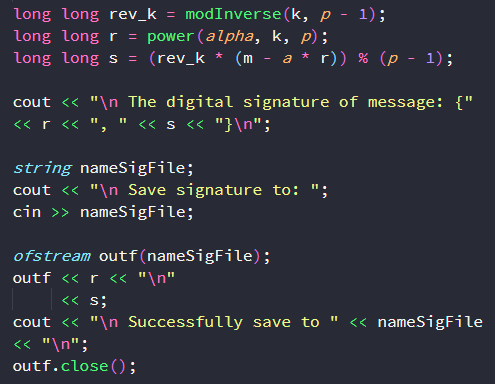 long long rev_k = modInverse(k, p - 1);
long long r = power(alpha, k, p);
long long s = (rev_k * (m - a * r)) % (p - 1);

cout << "\n The digital signature of message: {"
<< r << ", " << s << "}\n";

string nameSigFile;
cout << "\n Save signature to: ";
cin >> nameSigFile;

ofstream outf(nameSigFile);
outf << r << "\n"
     << s;
cout << "\n Successfully save to " << nameSigFile
<< "\n";
outf.close();